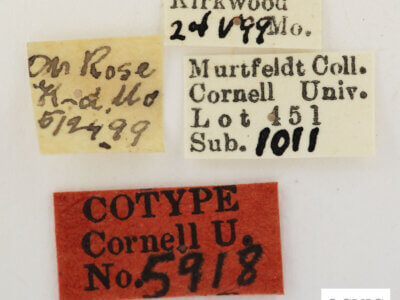 Kirkwood
24 V 99 Mo.
On Rose
K-d, Mo
5/24 99
Murtfeldt Coll.
Cornell Univ.
Lot 451
Sub. 1011
COTYPE
Cornell U.
No. 5918